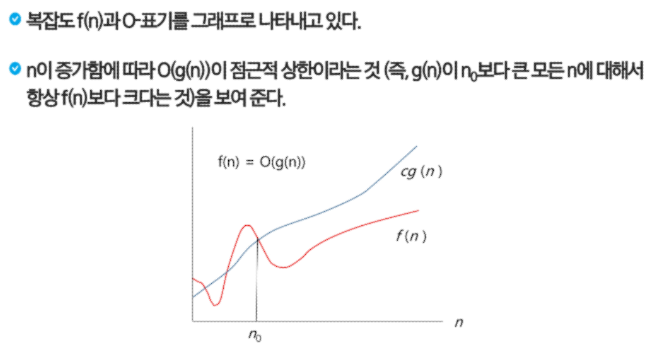 복잡도 f(n)과 O-표기를 그래프로 나타내고 있다.
n이 증가함에 따라 O(g(n))이 점근적 상한이라는 것 (즉, g(n)이 n₀보다 큰 모든 n에 대해서
항상 f(n)보다 크다는 것)을 보여 준다.
f(n) = O(g(n))
cg (n )
f (n )
n
n₀